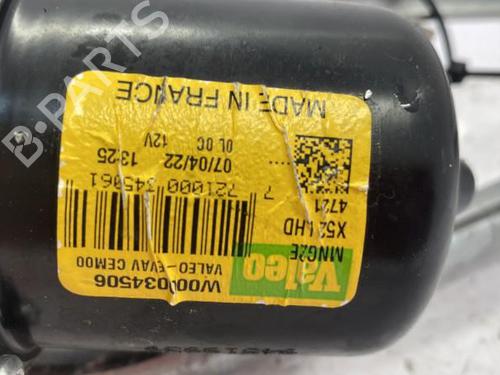 MADE IN FRANCE
0L 0C 12V
07/04/22 13:25
7 721000 345061
4721
X52 LHD
MNG2E
Valeo
W000034506
VALEO -EVAV CEM00
B-PARTS